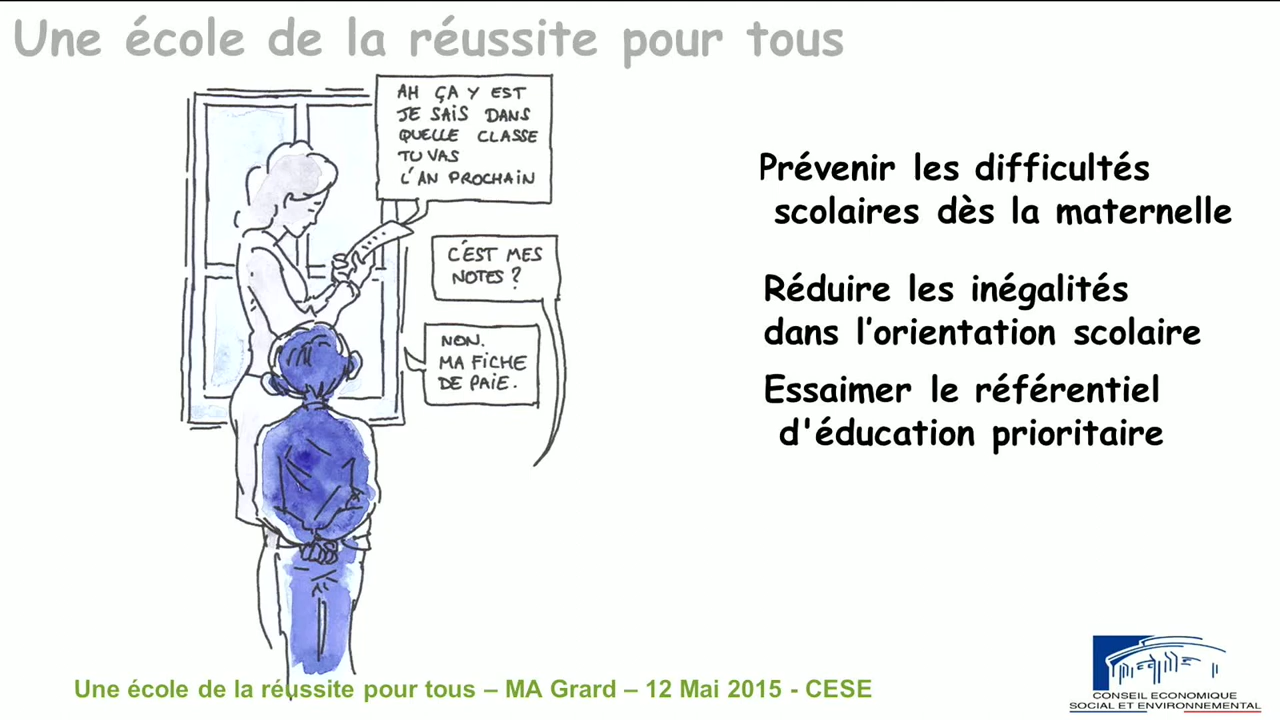 Une école de la réussite pour tous
AH ÇA Y EST
JE SAIS DANS
QUELLE CLASSE
TU VAS
L'AN PROCHAIN
C'EST MES
NOTES ?
NON.
MA FICHE
DE PAIE.
Prévenir les difficultés
scolaires dès la maternelle
Réduire les inégalités
dans l’orientation scolaire
Essaimer le référentiel
d'éducation prioritaire
Une école de la réussite pour tous – MA Grard – 12 Mai 2015 - CESE
CONSEIL ECONOMIQUE
SOCIAL ET ENVIRONNEMENTAL